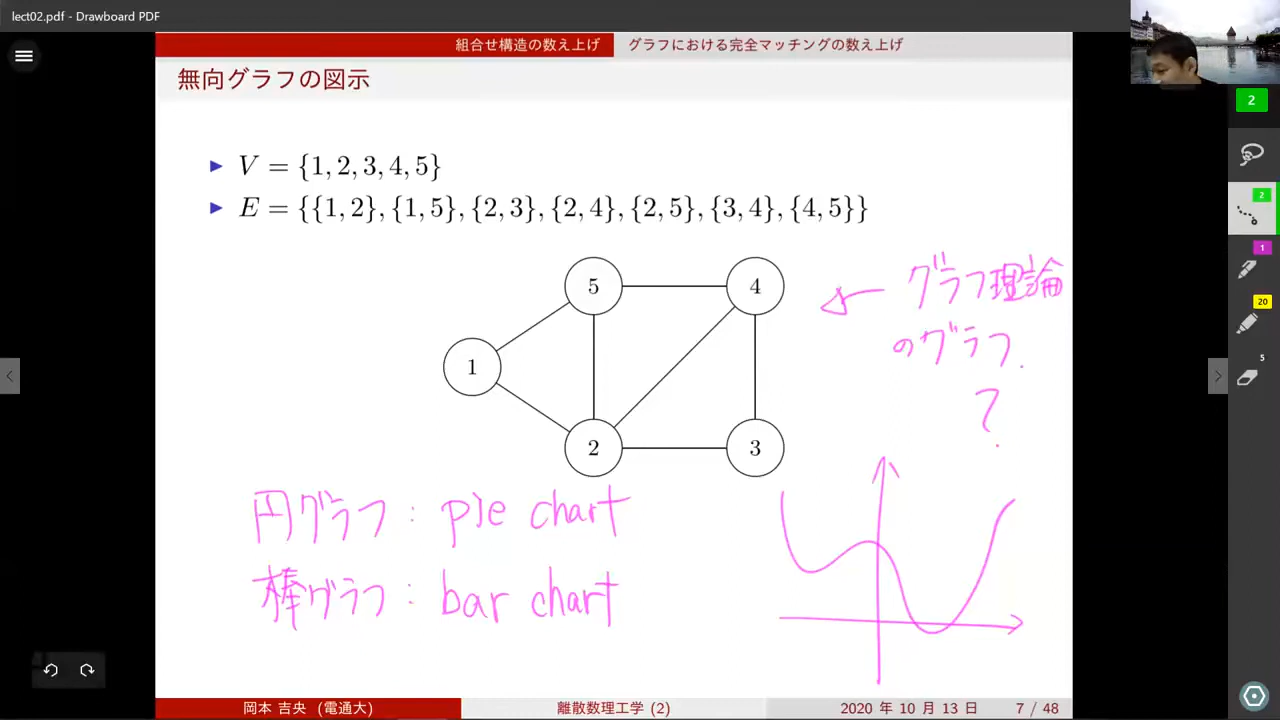 lect02.pdf - Drawboard PDF
組合せ構造の数え上げ グラフにおける完全マッチングの数え上げ
無向グラフの図示
2
▶ V = {1, 2, 3, 4, 5}
▶ E = {{1, 2}, {1, 5}, {2, 3}, {2, 4}, {2, 5}, {3, 4}, {4, 5}}
2
1
20
5
5
4
1
2
3
グラフ理論
のグラフ.
?
円グラフ : pie chart
棒グラフ : bar chart
岡本 吉央 (電通大) 離散数理工学 (2) 2020 年 10 月 13 日 7 / 48